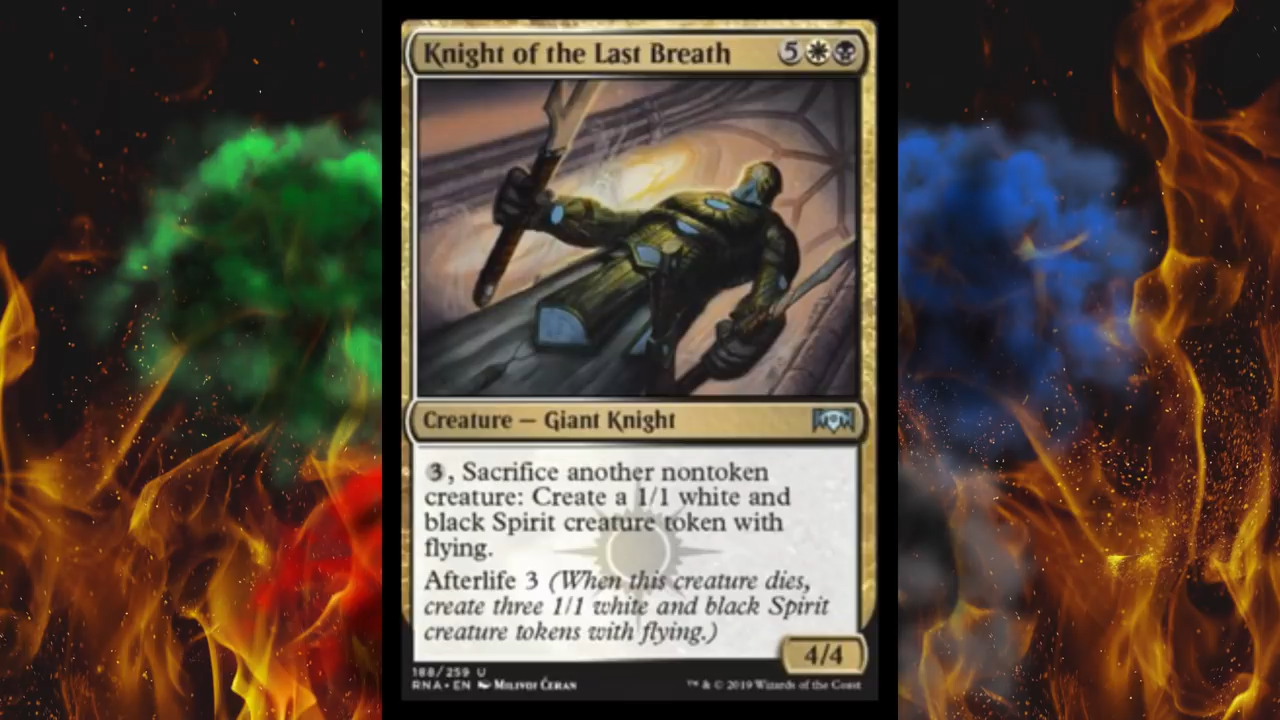 Knight of the Last Breath 5
Creature — Giant Knight
3, Sacrifice another nontoken
creature: Create a 1/1 white and
black Spirit creature token with
flying.
Afterlife 3 (When this creature dies,
create three 1/1 white and black Spirit
creature tokens with flying.)
4/4
188/259 U
RNA • EN Milivoj Ćeran
™ & © 2019 Wizards of the Coast